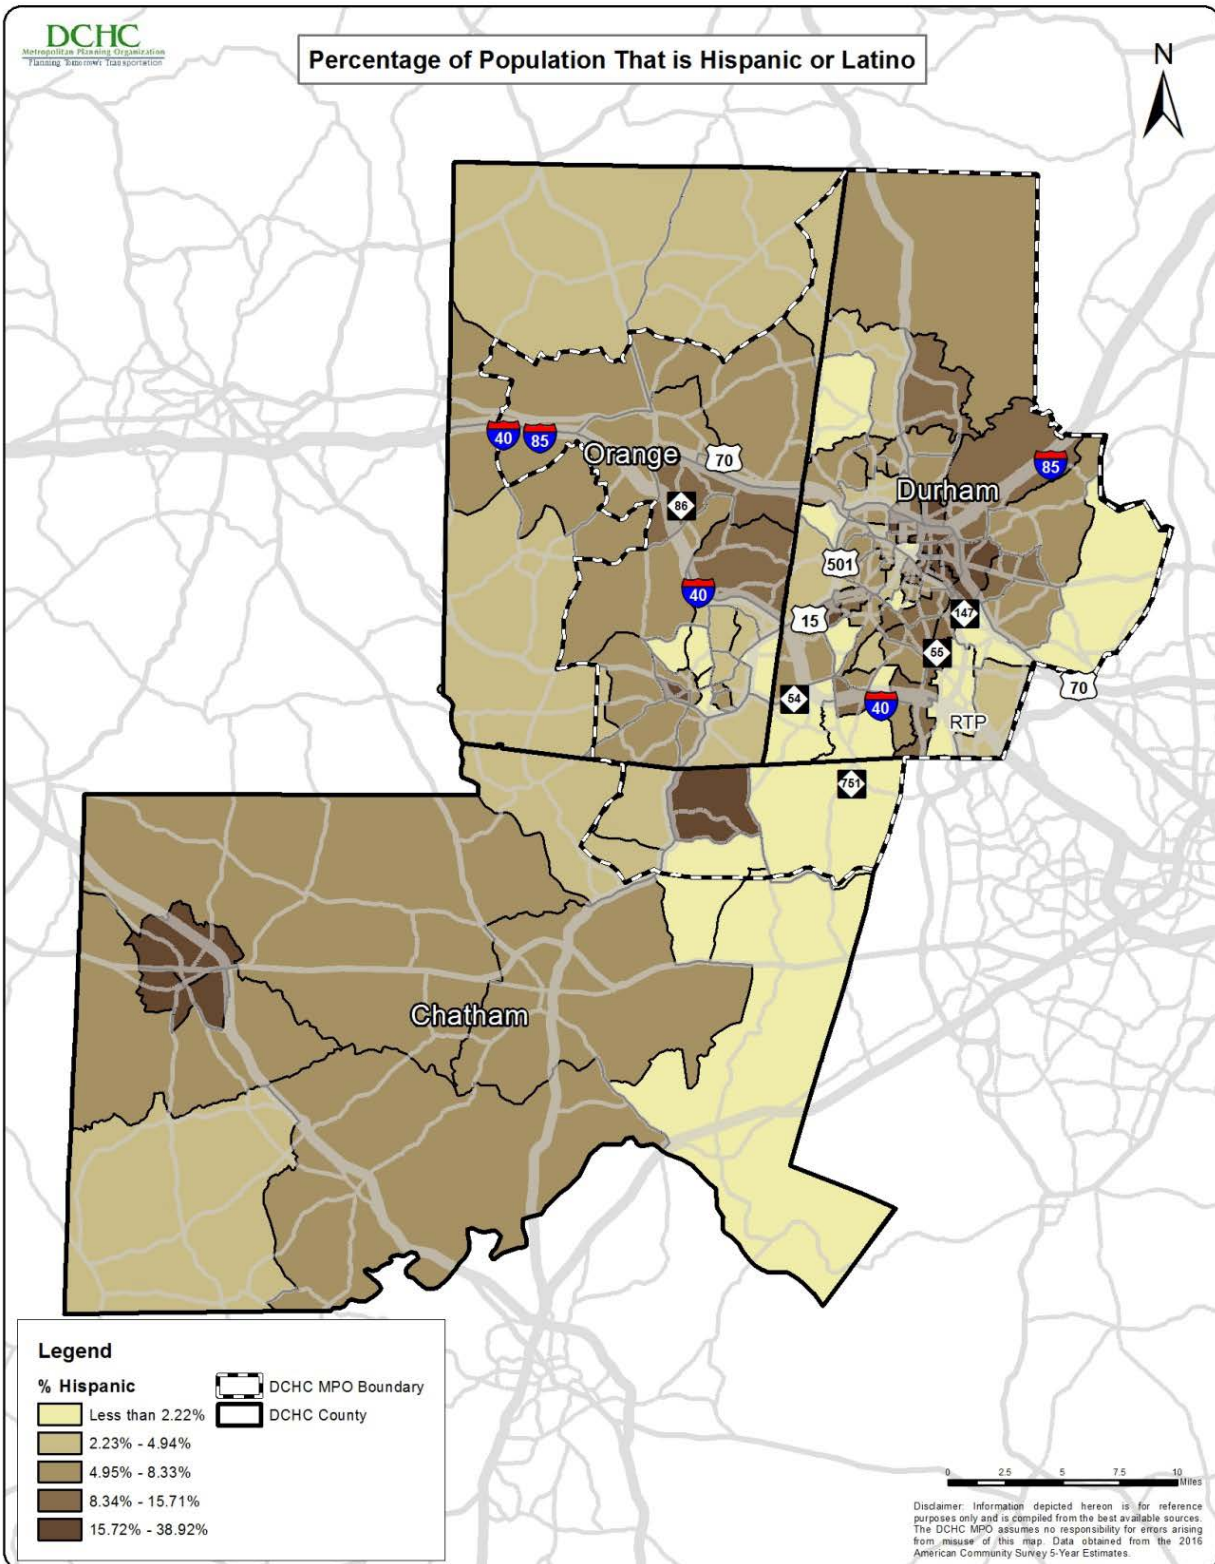 DCHC
Metropolitan Planning Organization
Planning Tomorrow's Transportation
Percentage of Population That is Hispanic or Latino
N
40
85
Orange
70
86
Durham
85
501
40
15
147
55
54
40
RTP
70
751
Chatham
Legend
% Hispanic
DCHC MPO Boundary
Less than 2.22%
DCHC County
2.23% - 4.94%
4.95% - 8.33%
8.34% - 15.71%
15.72% - 38.92%
0 2.5 5 7.5 10
Miles
Disclaimer: Information depicted hereon is for reference
purposes only and is compiled from the best available sources.
The DCHC MPO assumes no responsibility for errors arising
from misuse of this map. Data obtained from the 2016
American Community Survey 5-Year Estimates.